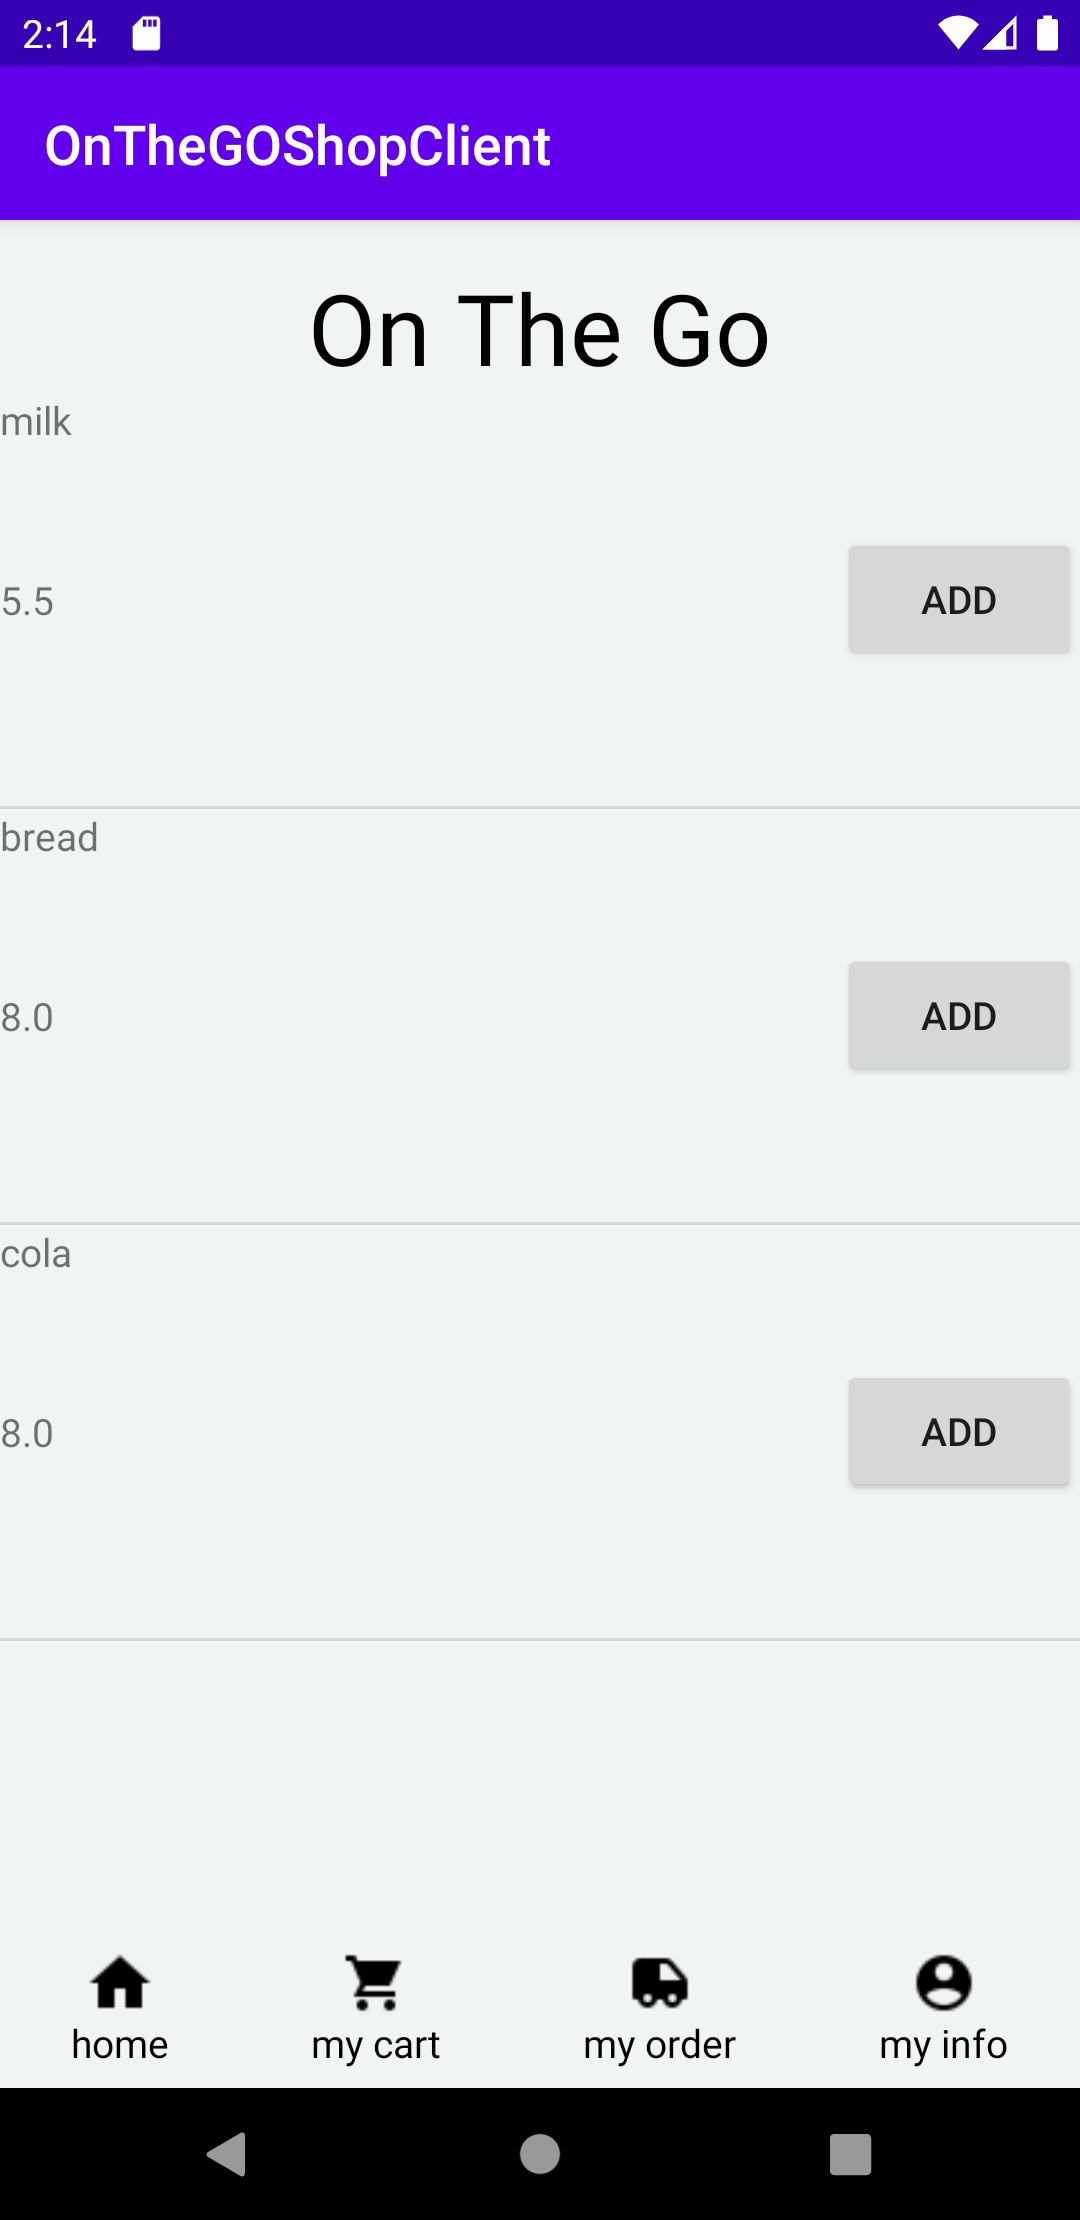 2:14
OnTheGOShopClient
On The Go
milk
5.5
ADD
bread
8.0
ADD
cola
8.0
ADD
home my cart my order my info